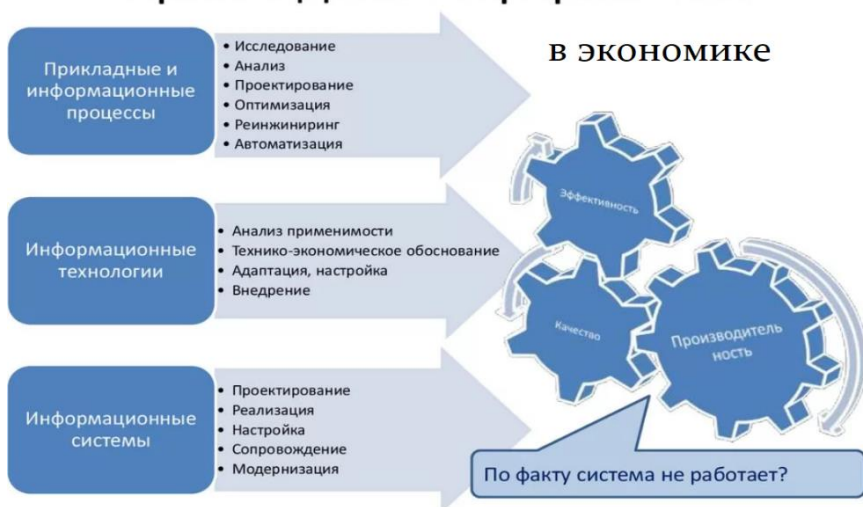 в экономике
Прикладные и
информационные
процессы
• Исследование
• Анализ
• Проектирование
• Оптимизация
• Реинжиниринг
• Автоматизация
Информационные
технологии
• Анализ применимости
• Технико-экономическое обоснование
• Адаптация, настройка
• Внедрение
Информационные
системы
• Проектирование
• Реализация
• Настройка
• Сопровождение
• Модернизация
Эффективность
Качество
Производитель
ность
По факту система не работает?